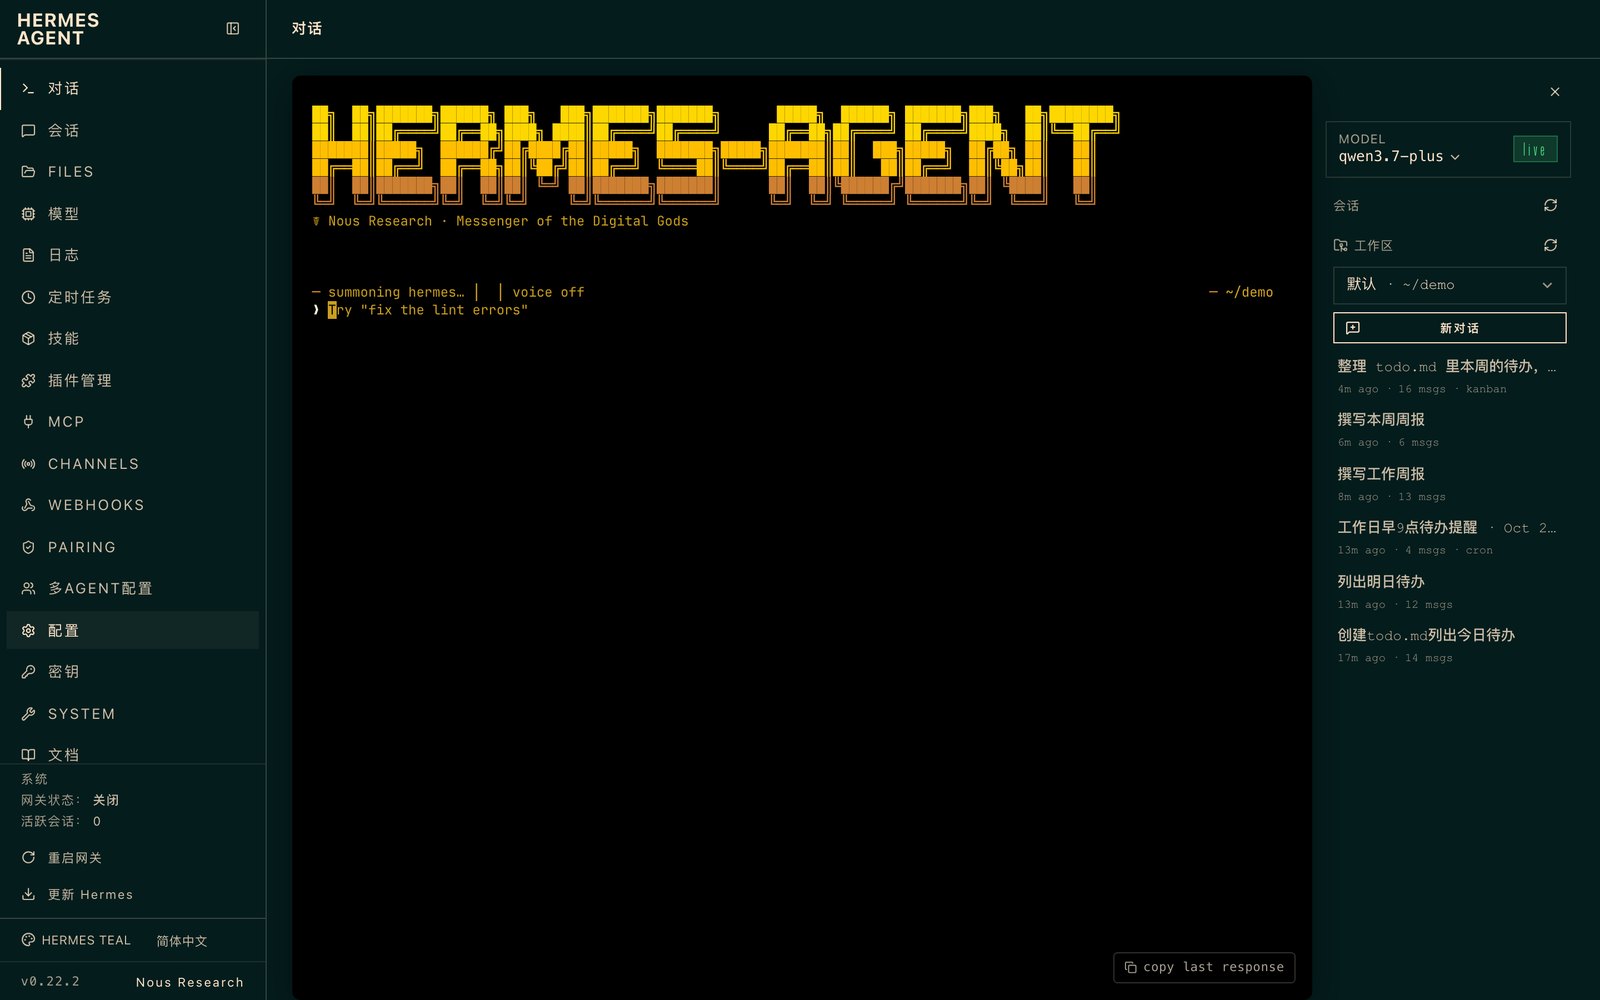 HERMES
AGENT
对话
对话
会话
FILES
模型
日志
定时任务
技能
插件管理
MCP
CHANNELS
WEBHOOKS
PAIRING
多AGENT配置
配置
密钥
SYSTEM
文档
系统
网关状态: 关闭
活跃会话: 0
重启网关
更新 Hermes
HERMES TEAL 简体中文
v0.22.2 Nous Research
HERMES-AGENT
☤ Nous Research · Messenger of the Digital Gods
─ summoning hermes… │ │ voice off ─ ~/demo
❯ Try "fix the lint errors"
copy last response
MODEL
qwen3.7-plus
live
会话
工作区
默认 · ~/demo
新对话
整理 todo.md 里本周的待办，…
4m ago · 16 msgs · kanban
撰写本周周报
6m ago · 6 msgs
撰写工作周报
8m ago · 13 msgs
工作日早9点待办提醒 · Oct 2…
13m ago · 4 msgs · cron
列出明日待办
13m ago · 12 msgs
创建todo.md列出今日待办
17m ago · 14 msgs